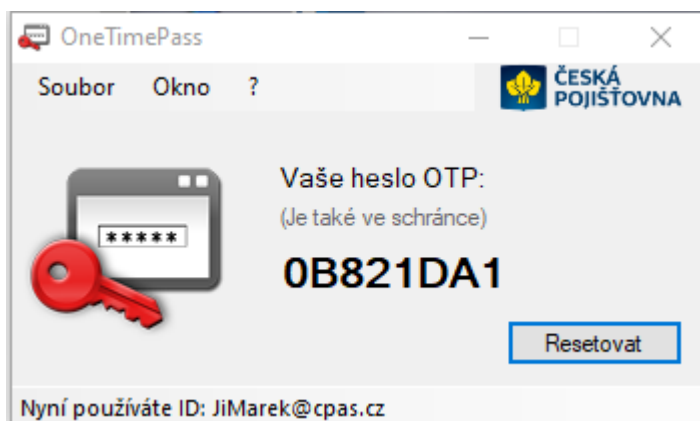 OneTimePass
Soubor Okno ?
ČESKÁ
POJIŠŤOVNA
Vaše heslo OTP:
(Je také ve schránce)
*****
0B821DA1
Resetovat
Nyní používáte ID: JiMarek@cpas.cz